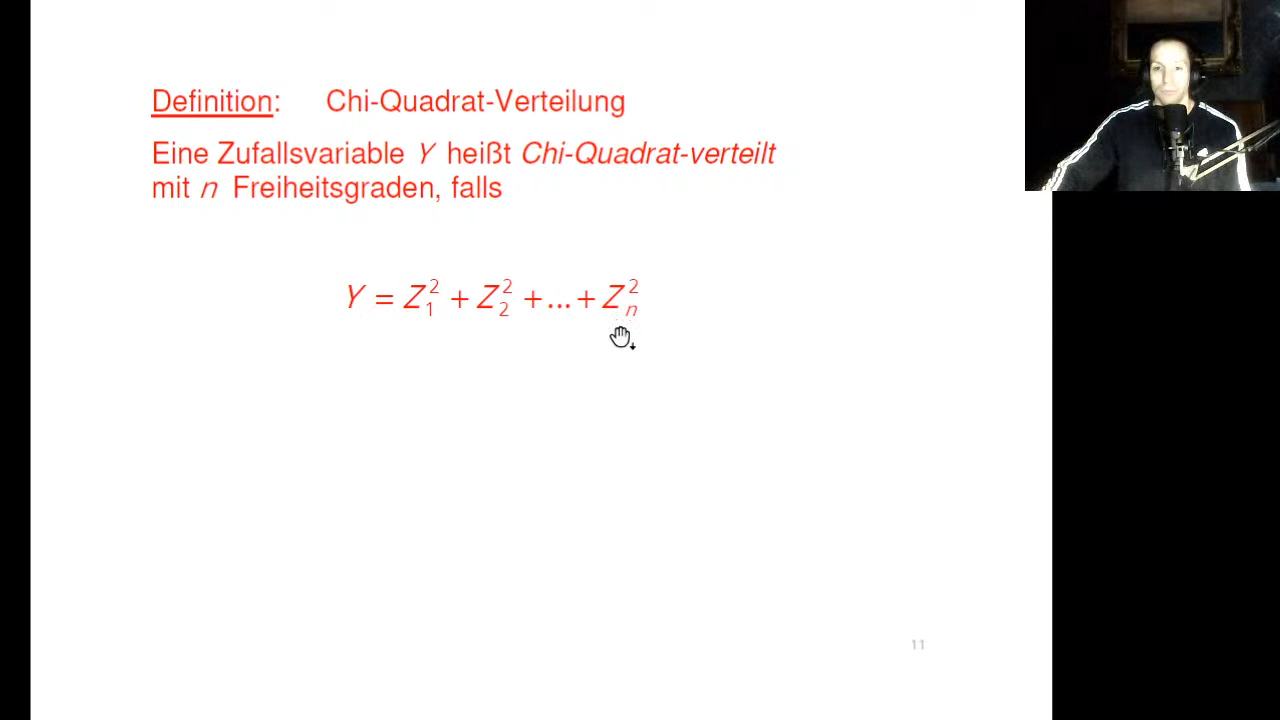 Definition: Chi-Quadrat-Verteilung
Eine Zufallsvariable Y heißt Chi-Quadrat-verteilt
mit n Freiheitsgraden, falls
Y = Z₁² + Z₂² + ... + Zₙ²
11